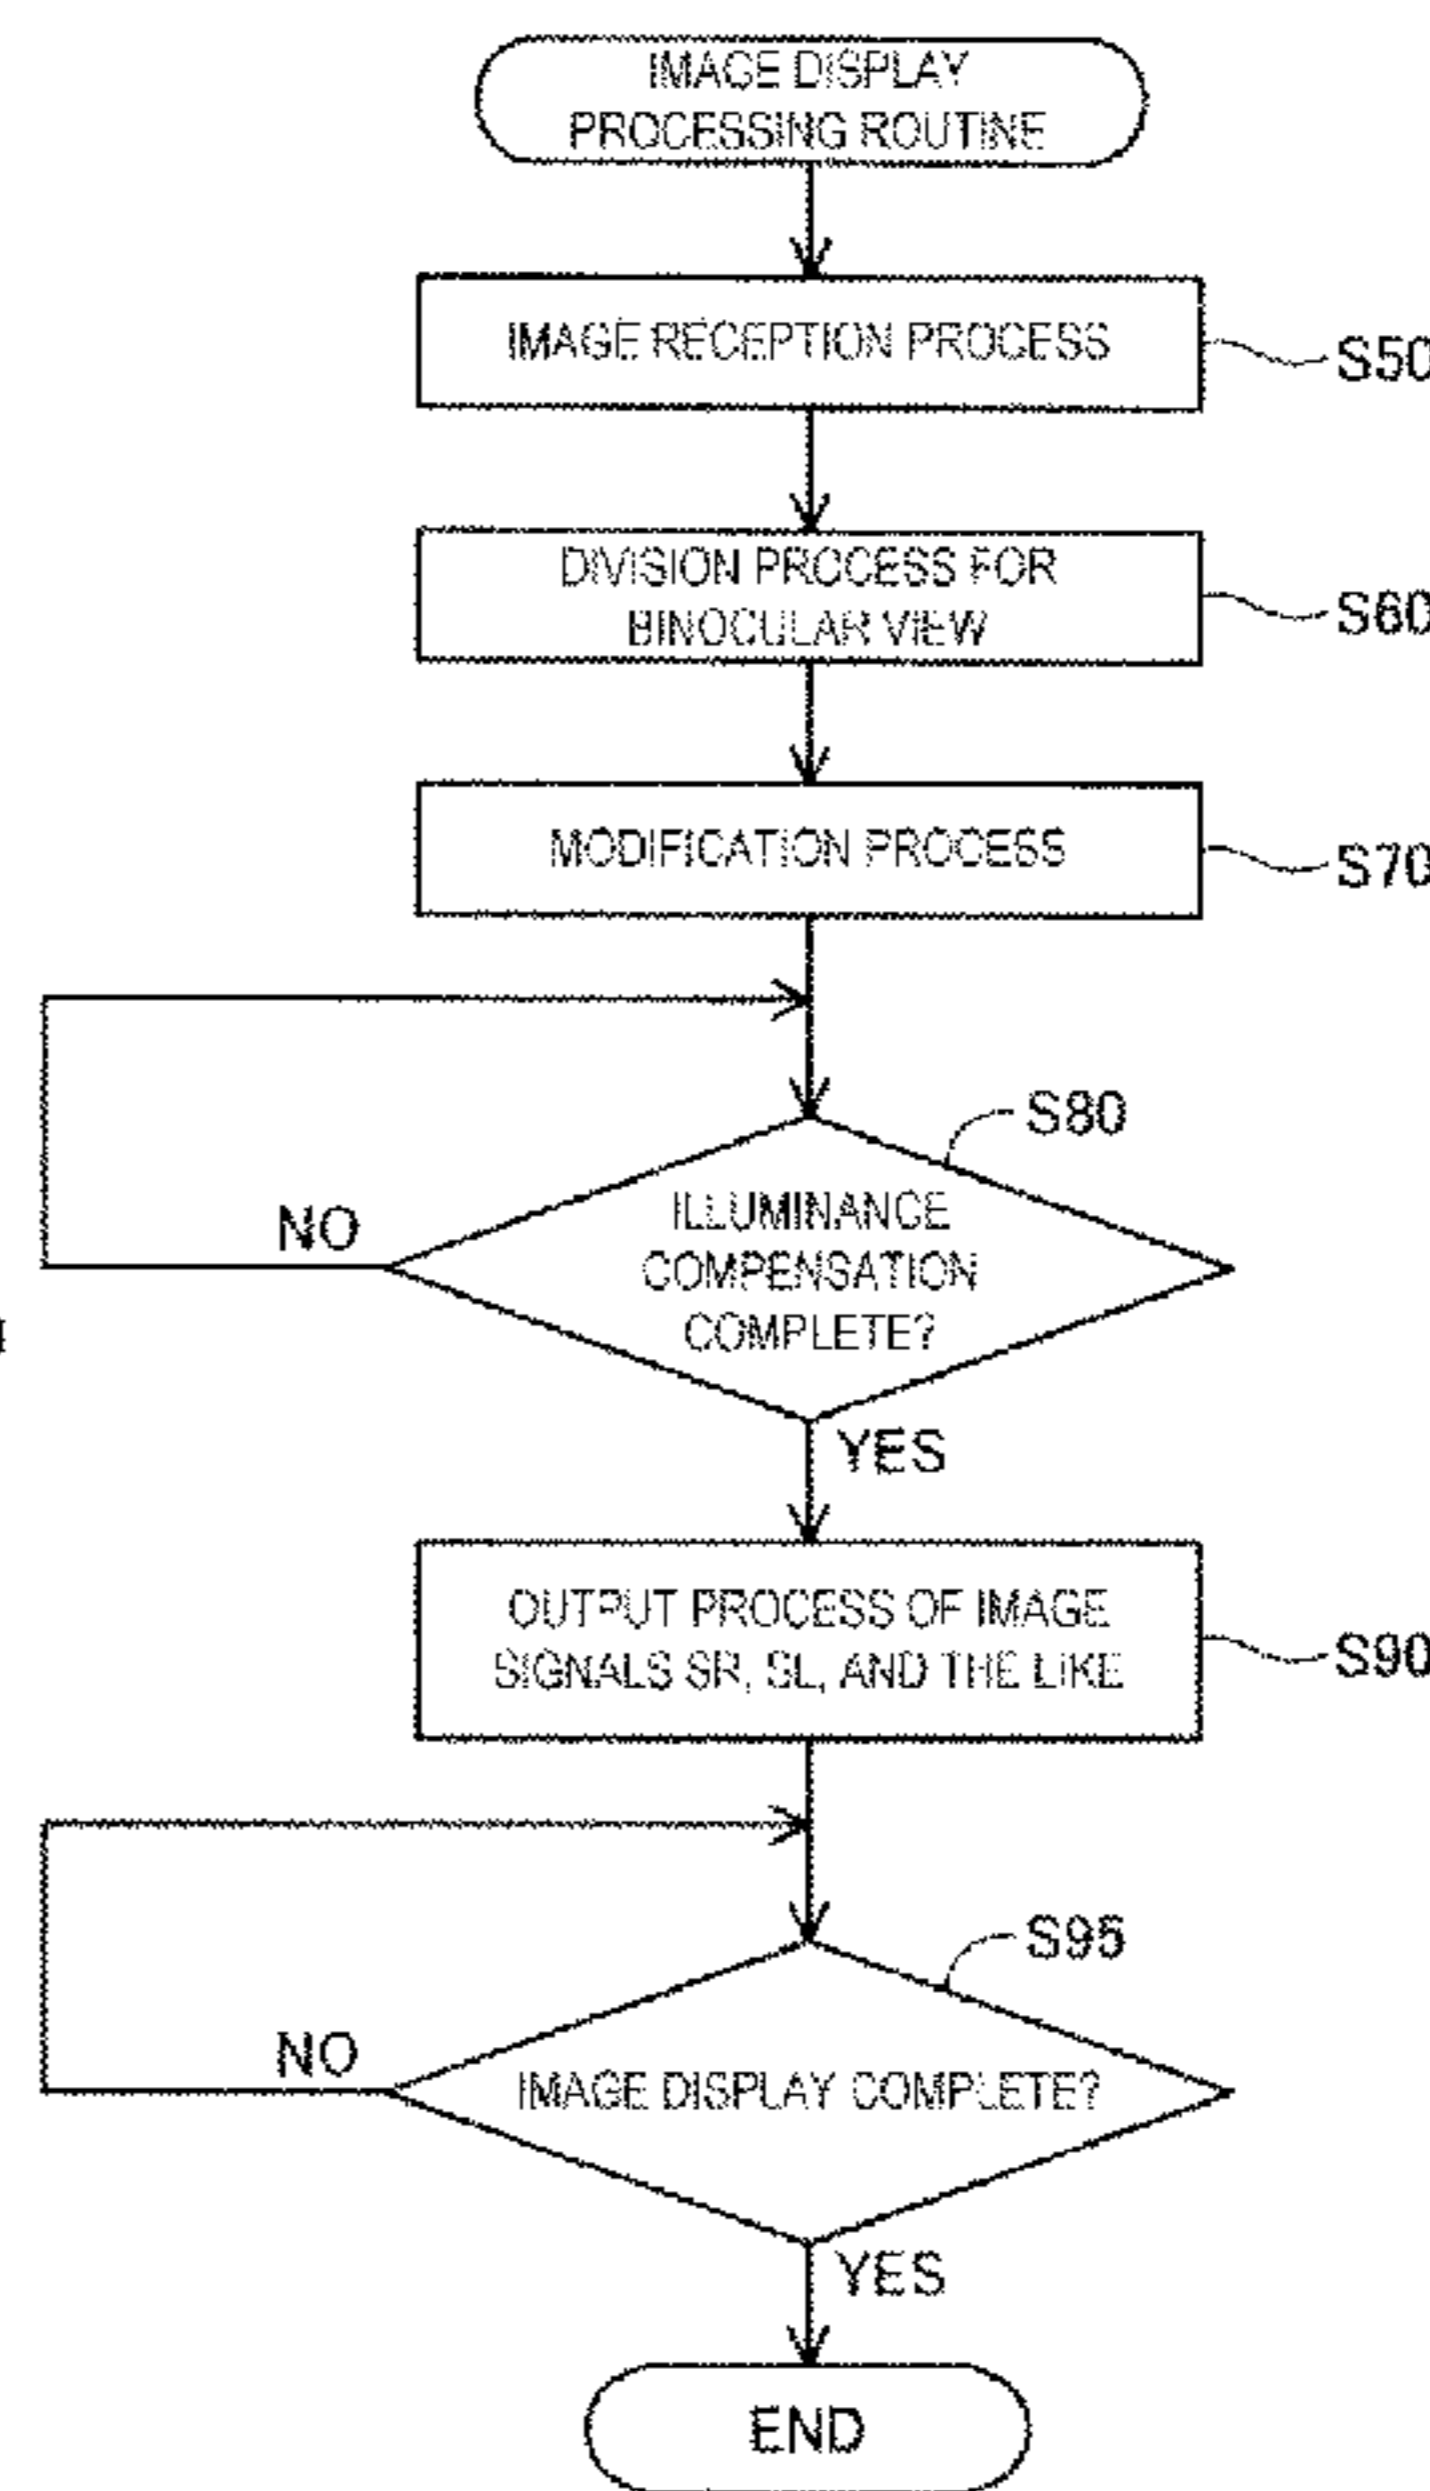 IMAGE DISPLAY
PROCESSING ROUTINE
IMAGE RECEPTION PROCESS
S50
DIVISION PROCESS FOR
BINOCULAR VIEW
S60
MODIFICATION PROCESS
S70
S80
NO
ILLUMINANCE
COMPENSATION
COMPLETE?
YES
OUTPUT PROCESS OF IMAGE
SIGNALS SR, SL, AND THE LIKE
S90
S95
NO
IMAGE DISPLAY COMPLETE?
YES
END